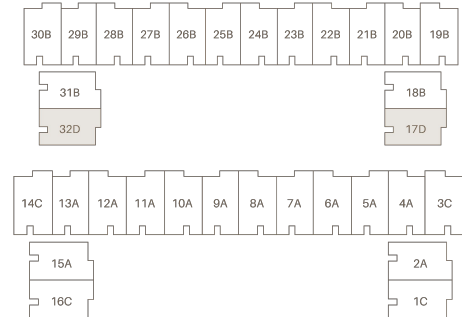 30B 29B 28B 27B 26B 25B 24B 23B 22B 21B 20B 19B
31B 18B
32D 17D
14C 13A 12A 11A 10A 9A 8A 7A 6A 5A 4A 3C
15A 2A
16C 1C